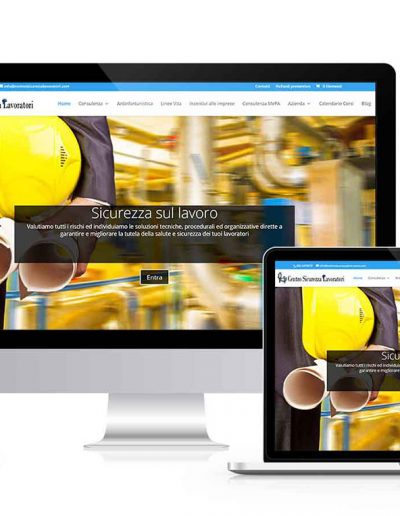 Contatti Richiedi preventivo 0 Elementi
Lavoratori
Home Consulenza Antinfortunistica Linee Vita Incentivi alle imprese Consulenza MePA Azienda Calendario Corsi Blog
Sicurezza sul lavoro
Valutiamo tutti i rischi ed individuiamo le soluzioni tecniche, procedurali ed organizzative dirette a
garantire e migliorare la tutela della salute e sicurezza dei tuoi lavoratori
Entra
Centro Sicurezza Lavoratori
Home Consulenza
Sicu
Valutiamo tutti i rischi ed individuiamo
garantire e migliorare